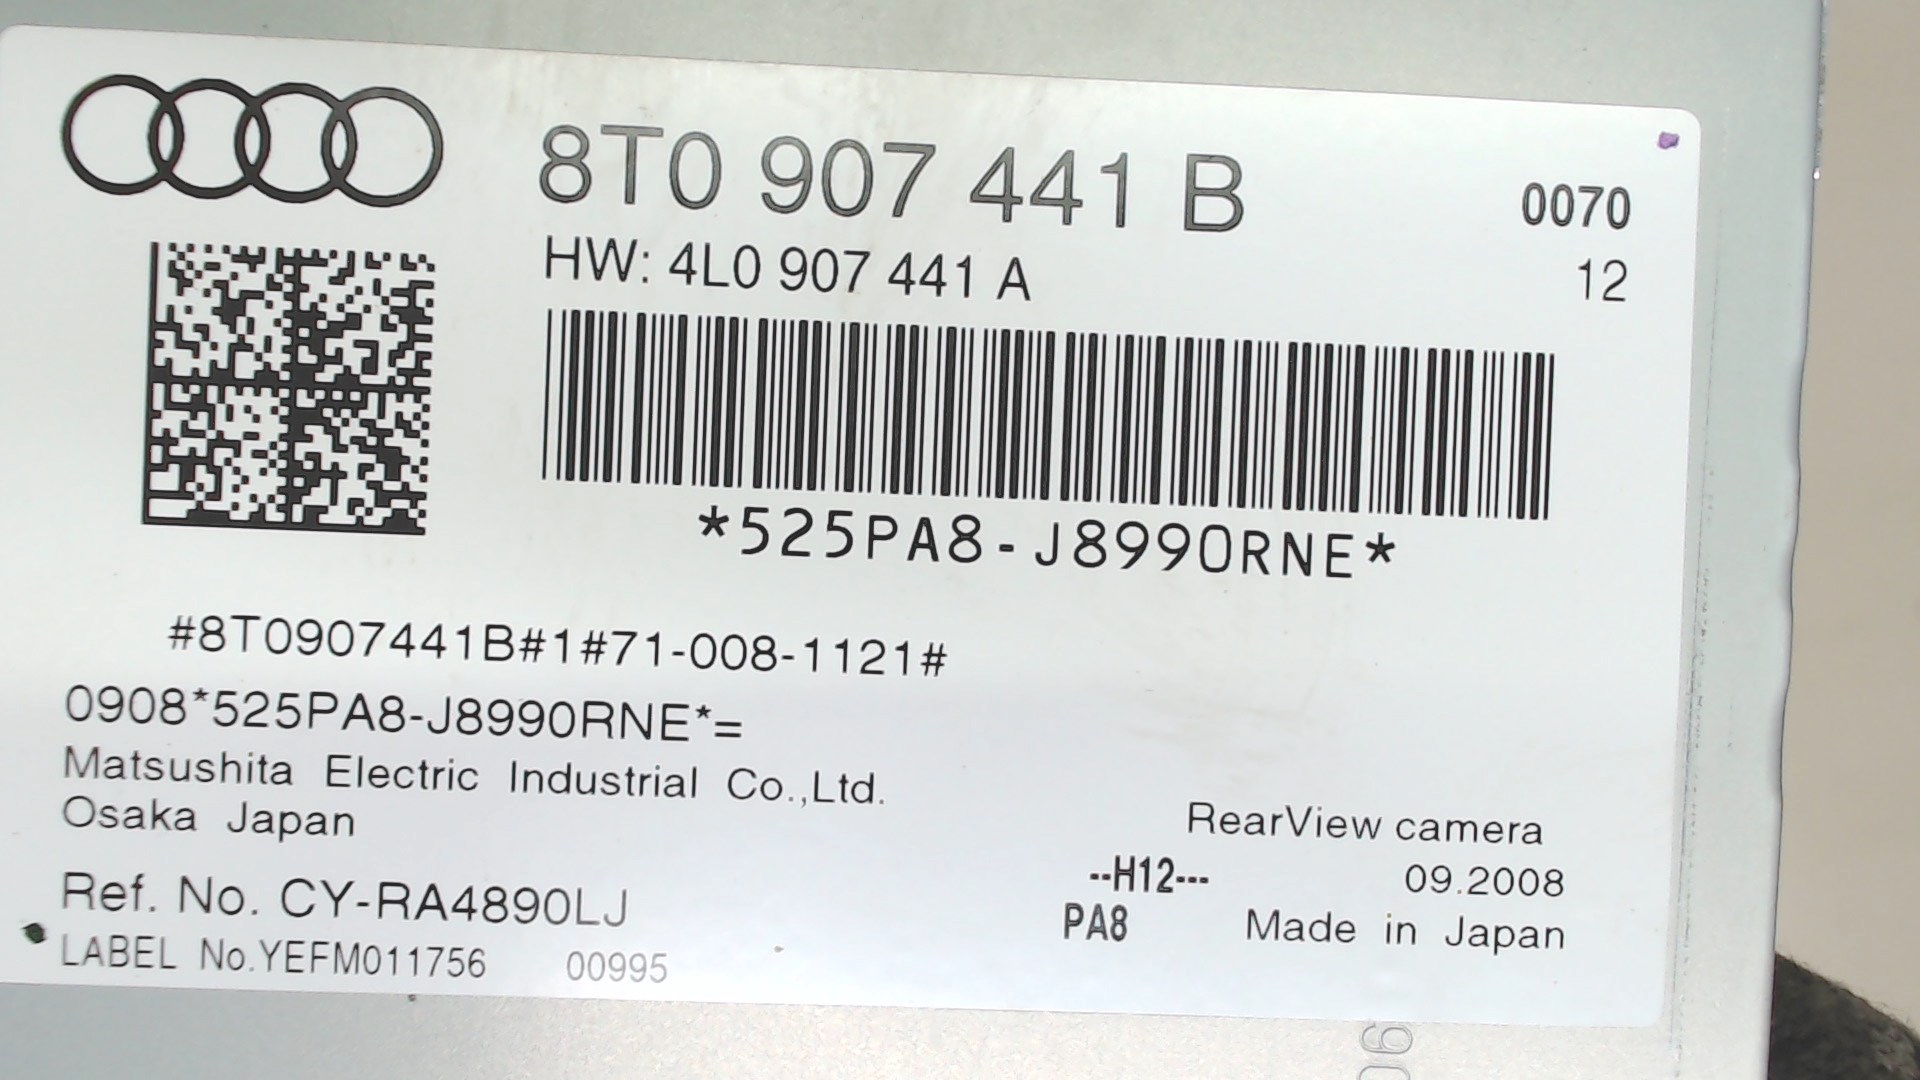 8T0 907 441 B
0070
HW: 4L0 907 441 A
12
*525PA8-J8990RNE*
#8T0907441B#1#71-008-1121#
0908*525PA8-J8990RNE*=
Matsushita Electric Industrial Co.,Ltd.
Osaka Japan
RearView camera
--H12---
09.2008
Ref. No. CY-RA4890LJ
PA8
Made in Japan
LABEL No.YEFM011756
00995